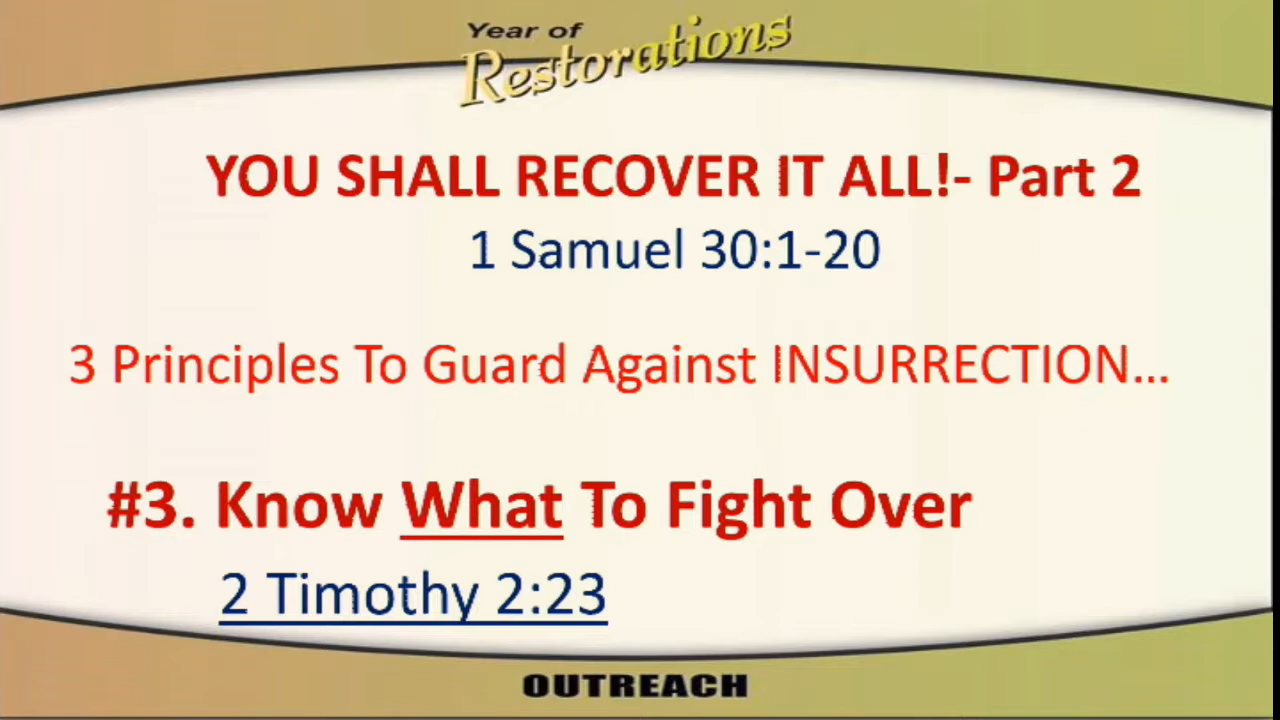 Year of
Restorations
YOU SHALL RECOVER IT ALL!- Part 2
1 Samuel 30:1-20
3 Principles To Guard Against INSURRECTION...
#3. Know What To Fight Over
2 Timothy 2:23
OUTREACH